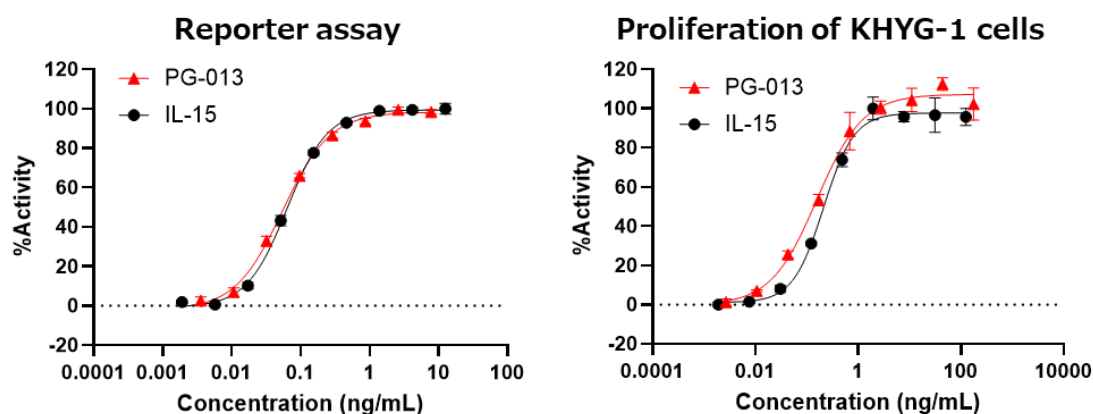 Reporter assay
120
100
80
60
40
20
0
-20
%Activity
PG-013
IL-15
0.0001 0.001 0.01 0.1 1 10 100
Concentration (ng/mL)
Proliferation of KHYG-1 cells
120
100
80
60
40
20
0
-20
%Activity
PG-013
IL-15
0.0001 0.01 1 100 10000
Concentration (ng/mL)